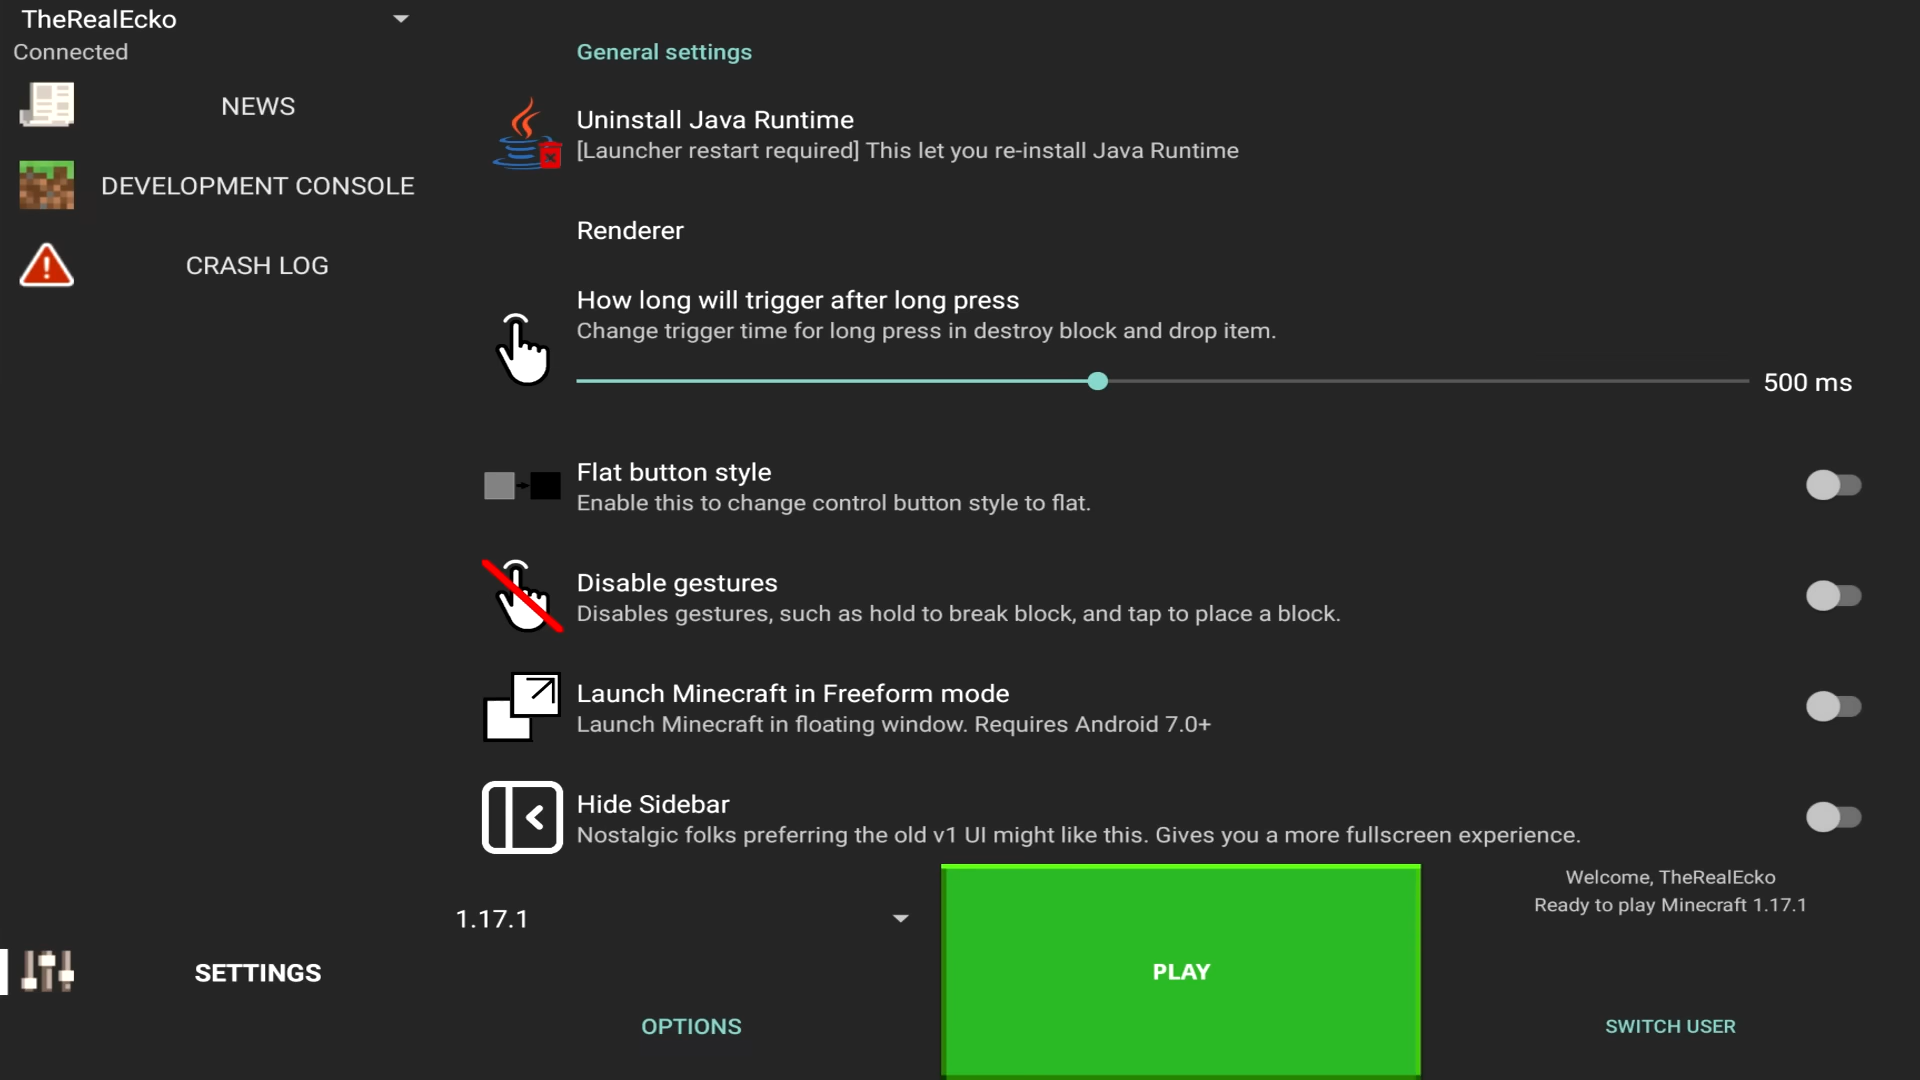 TheRealEcko
Connected
NEWS
DEVELOPMENT CONSOLE
CRASH LOG
SETTINGS
General settings
Uninstall Java Runtime
[Launcher restart required] This let you re-install Java Runtime
Renderer
How long will trigger after long press
Change trigger time for long press in destroy block and drop item.
500 ms
Flat button style
Enable this to change control button style to flat.
Disable gestures
Disables gestures, such as hold to break block, and tap to place a block.
Launch Minecraft in Freeform mode
Launch Minecraft in floating window. Requires Android 7.0+
Hide Sidebar
Nostalgic folks preferring the old v1 UI might like this. Gives you a more fullscreen experience.
1.17.1
OPTIONS
PLAY
Welcome, TheRealEcko
Ready to play Minecraft 1.17.1
SWITCH USER